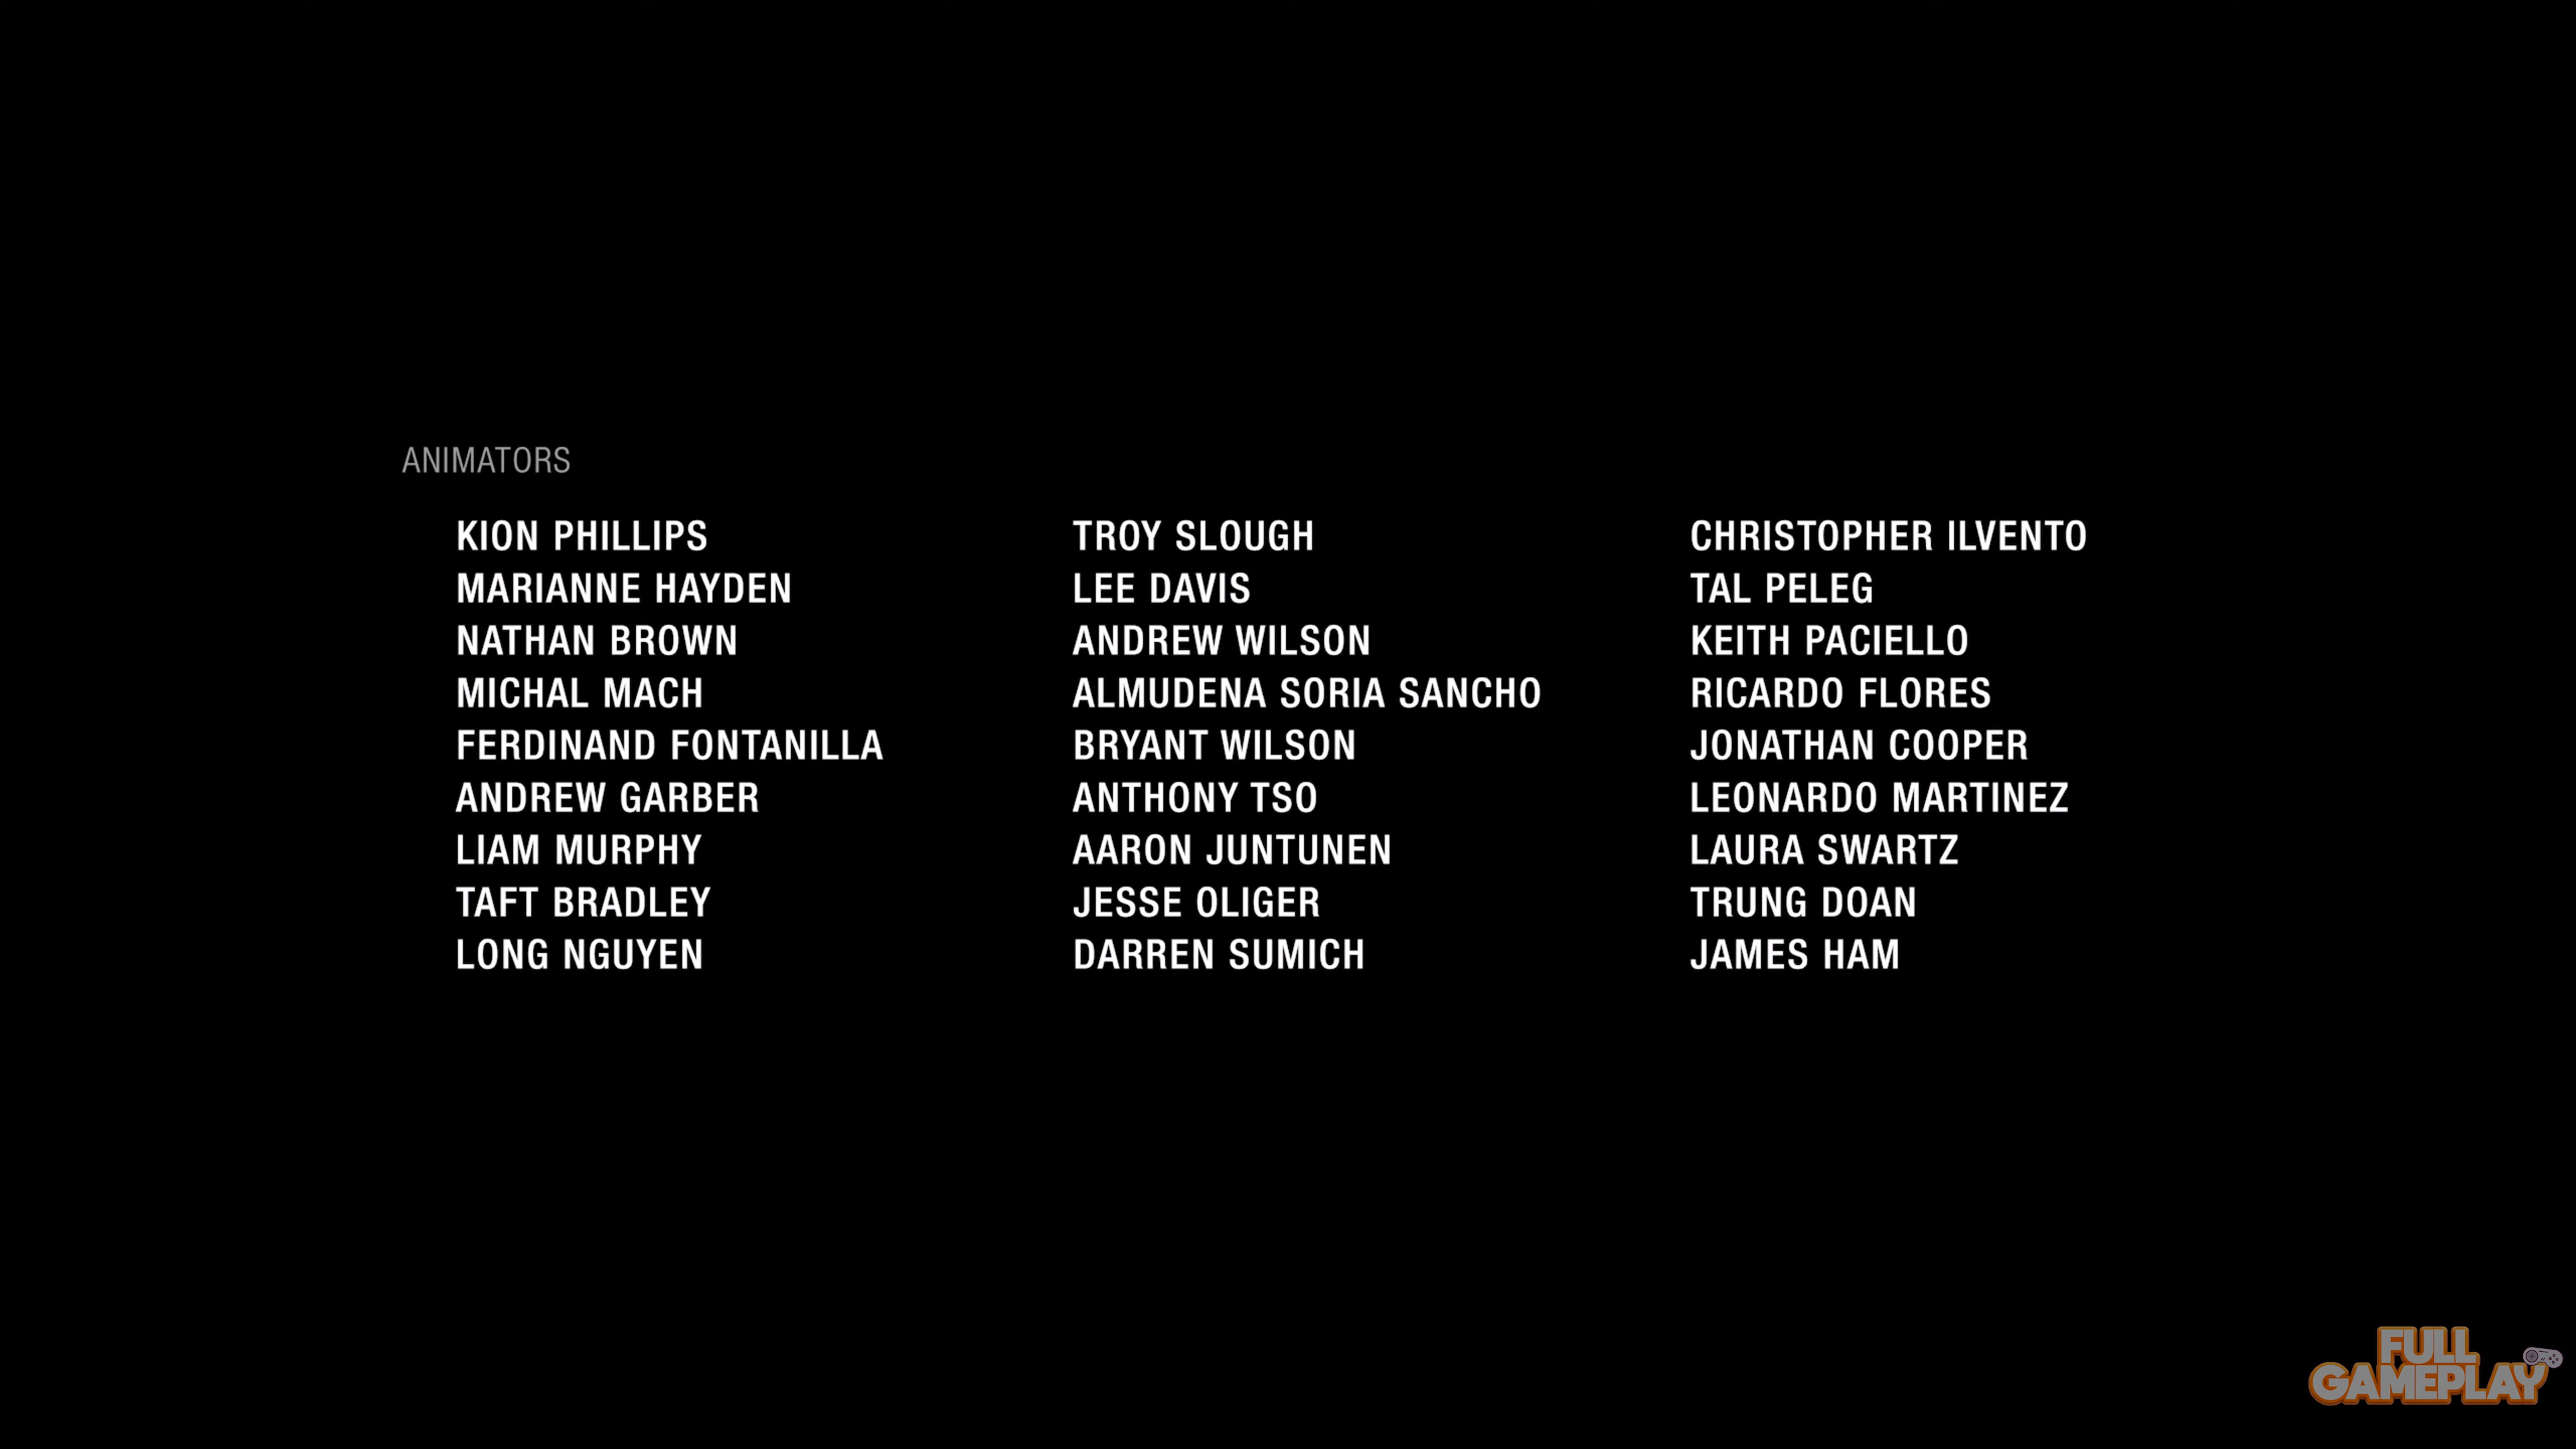 ANIMATORS
KION PHILLIPS
MARIANNE HAYDEN
NATHAN BROWN
MICHAL MACH
FERDINAND FONTANILLA
ANDREW GARBER
LIAM MURPHY
TAFT BRADLEY
LONG NGUYEN
TROY SLOUGH
LEE DAVIS
ANDREW WILSON
ALMUDENA SORIA SANCHO
BRYANT WILSON
ANTHONY TSO
AARON JUNTUNEN
JESSE OLIGER
DARREN SUMICH
CHRISTOPHER ILVENTO
TAL PELEG
KEITH PACIELLO
RICARDO FLORES
JONATHAN COOPER
LEONARDO MARTINEZ
LAURA SWARTZ
TRUNG DOAN
JAMES HAM
FULL
GAMEPLAY